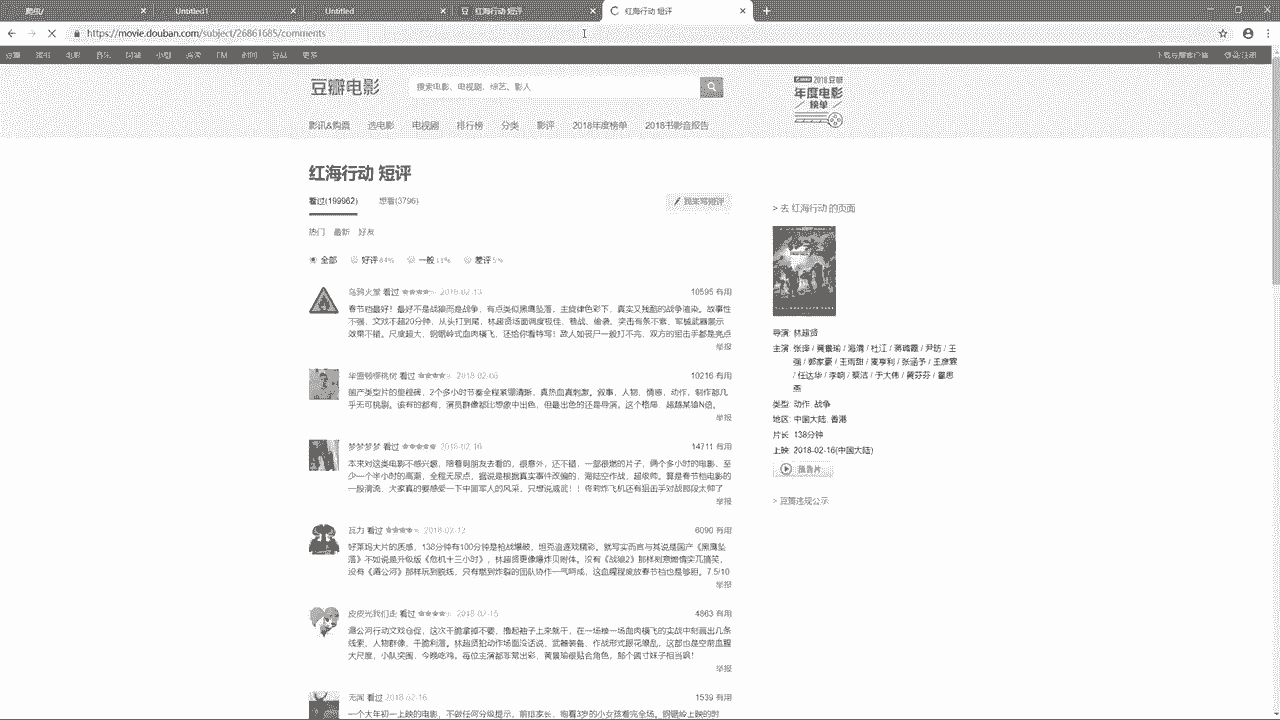 Untitled1
Untitled
红海行动 短评
红海行动 短评
https://movie.douban.com/subject/26861685/comments
豆瓣 读书 电影 音乐 同城 小组 阅读 FM 时间 豆品 更多
登录/注册
豆瓣电影
搜索电影、电视剧、综艺、影人
2018豆瓣
年度电影
榜单
影讯&购票 选电影 电视剧 排行榜 分类 影评 2018年度榜单 2018书影音报告
红海行动 短评
看过(199962) 想看(3796)
我来写短评
> 去 红海行动 的页面
热门 最新 好友
全部 好评 84% 一般 11% 差评 5%
乌鸦火堂 看过 2018-02-13
10595 有用
春节档最好！最好不是战狼而是战争，有点类似黑鹰坠落，主旋律色彩下，真实又残酷的战争渲染。故事性
不强，文戏不超20分钟，从头打到尾，林超贤场面调度极佳，巷战、偷袭、突击有条不紊，军械武器展示
效果不错。尺度超大，钢锯岭式血肉横飞，还给你看特写！敌人如丧尸一般打不完，双方的狙击手都是亮点
举报
华盛顿樱桃树 看过 2018-02-06
10216 有用
国产类型片的里程碑，2个多小时节奏全程紧绷清晰，真热血真刺激。叙事，人物，情感，动作，制作都几
乎无可挑剔。该有的都有，演员群像都比想象中出色，但最出色的还是导演。这个格局，超越某狼N倍。
举报
梦梦梦梦 看过 2018-02-16
14711 有用
本来对这类电影不感兴趣，陪着男朋友去看的，很意外，还不错，一部很燃的片子，俩个多小时的电影、至
少一个半小时的高潮，全程无尿点，据说是根据真实事件改编的，海陆空作战，超级帅。算是春节档电影的
一股清流，大家真的要感受一下中国军人的风采，只想说威武！！佟莉炸飞机还有狙击手对战那段太帅了
举报
瓦力 看过 2018-02-12
6090 有用
好莱坞大片的质感，138分钟有100分钟是枪战爆破，坦克追逐戏精彩。就写实而言与其说是国产《黑鹰坠
落》不如说是升级版《危机十三小时》，林超贤更像爆炸贝附体。没有《战狼2》那样刻意煽情突兀搞笑，
没有《湄公河》那样玩到脱线，只有燃到炸裂的团队协作一气呵成，这血腥程度放春节档也是够胆。7.5/10
举报
皮皮光我们走 看过 2018-02-15
4863 有用
湄公河行动文戏仓促，这次干脆拿掉不要，撸起袖子上来就干，在一场接一场血肉横飞的实战中刻画出几条
线索，人物群像，干脆利落。林超贤拍动作场面没话说，武器装备、作战形式眼花缭乱，这部也是空前血腥
大尺度，小队突围，今晚吃鸡。每位主演都非常出彩，黄景瑜很贴合角色，那个圆寸妹子相当飒！
举报
无闻 看过 2018-02-16
1539 有用
一个大年初一上映的电影，不做任何分级提示，前排家长，抱着3岁的小女孩看完全场。钢锯岭上映的时
导演: 林超贤
主演: 张译 / 黄景瑜 / 海清 / 杜江 / 蒋璐霞 / 尹昉 / 王
强 / 郭家豪 / 王雨甜 / 麦亨利 / 张涵予 / 王彦霖
/ 任达华 / 李晌 / 蔡洁 / 于大伟 / 黄芬芬 / 霍思
燕
类型: 动作, 战争
地区: 中国大陆, 香港
片长: 138分钟
上映: 2018-02-16(中国大陆)
预告片
> 豆瓣违规公示